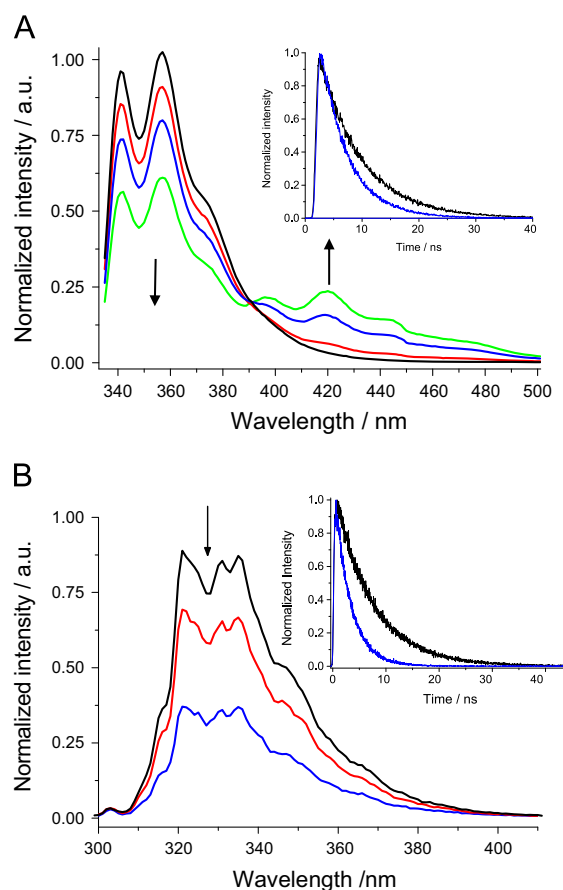 A
Normalized intensity / a.u.
1.00
0.75
0.50
0.25
0.00
340 360 380 400 420 440 460 480 500
Wavelength / nm
Normalized intensity
1.0
0.8
0.6
0.4
0.2
0.0
0 10 20 30 40
Time / ns
B
Normalized intensity / a.u.
1.00
0.75
0.50
0.25
0.00
300 320 340 360 380 400
Wavelength /nm
Normalized Intensity
1.0
0.8
0.6
0.4
0.2
0.0
0 10 20 30 40
Time / ns